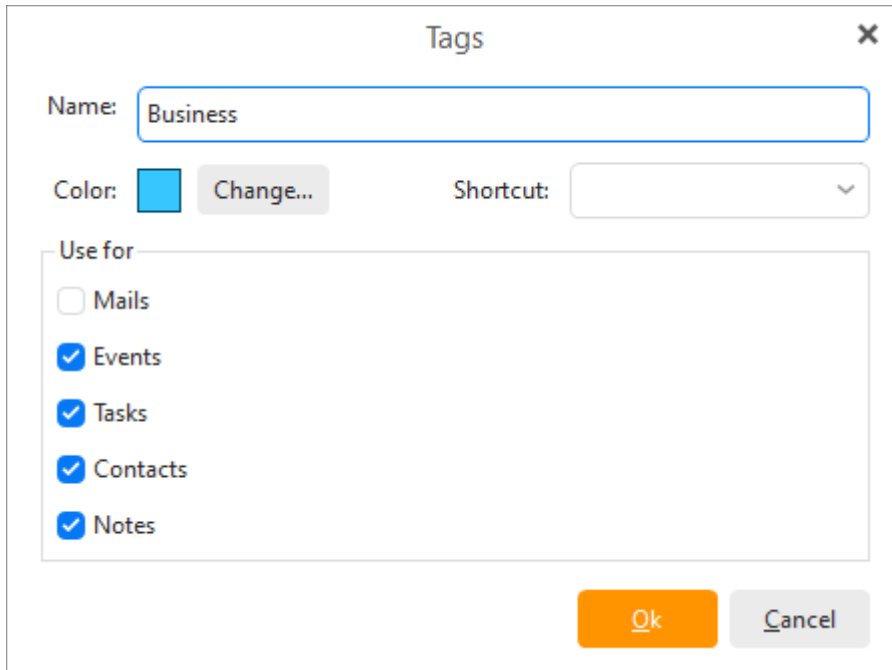 Tags
Name: Business
Color: Change... Shortcut:
Use for
Mails
Events
Tasks
Contacts
Notes
Ok Cancel